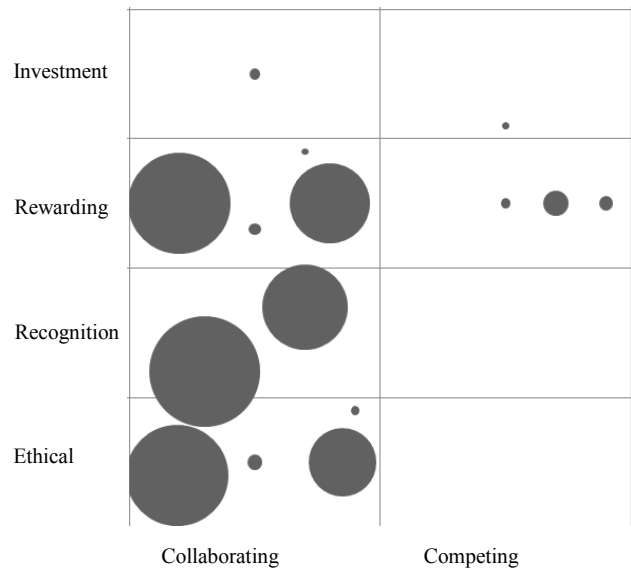 Investment
Rewarding
Recognition
Ethical
Collaborating
Competing